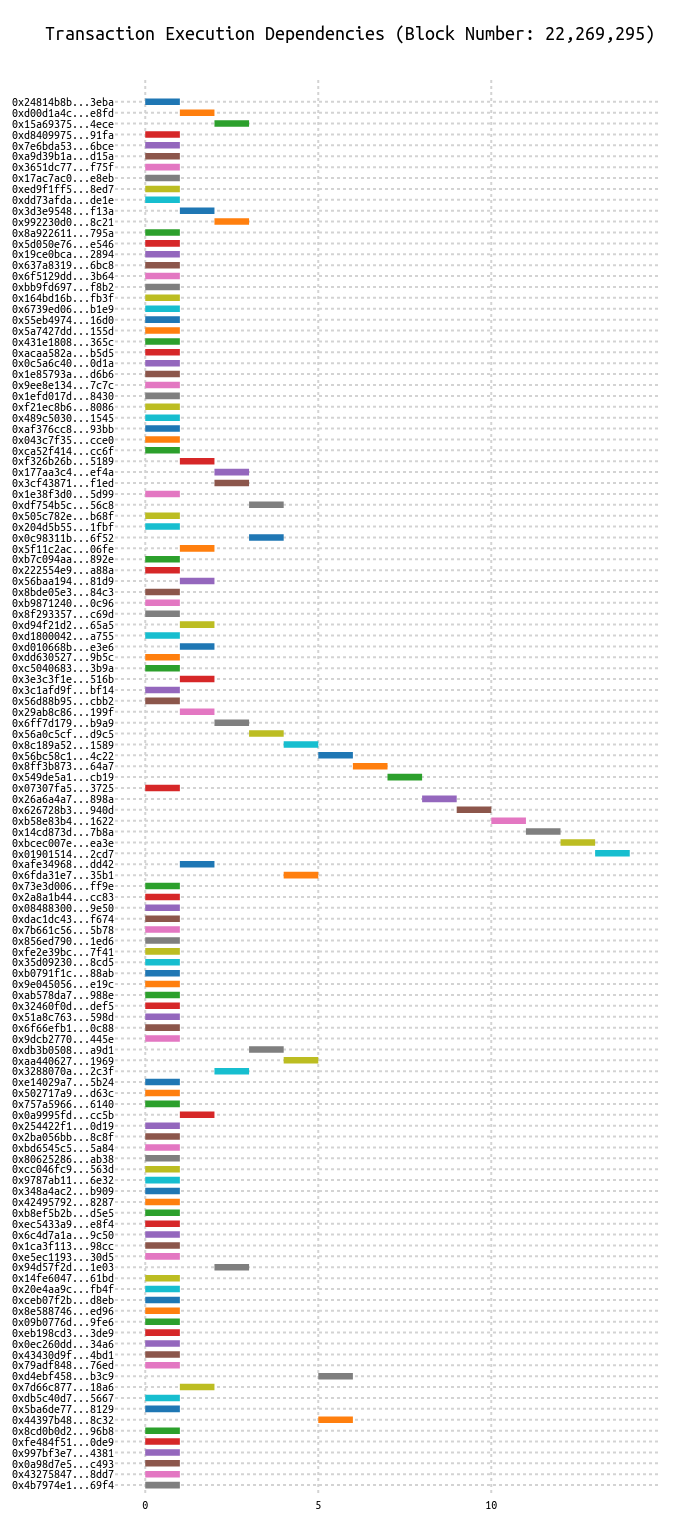 Transaction Execution Dependencies (Block Number: 22,269,295)
0x24814b8b...3eba
0xd00d1a4c...e8fd
0x15a69375...4ece
0xd8409975...91fa
0x7e6bda53...6bce
0xa9d39b1a...d15a
0x3651dc77...f75f
0x17ac7ac0...e8eb
0xed9f1ff5...8ed7
0xdd73afda...de1e
0x3d3e9548...f13a
0x992230d0...8c21
0x8a922611...795a
0x5d050e76...e546
0x19ce0bca...2894
0x637a8319...6bc8
0x6f5129dd...3b64
0xbb9fd697...f8b2
0x164bd16b...fb3f
0x6739ed06...b1e9
0x55eb4974...16d0
0x5a7427dd...155d
0x431e1808...365c
0xacaa582a...b5d5
0x0c5a6c40...0d1a
0x1e85793a...d6b6
0x9ee8e134...7c7c
0x1efd017d...8430
0xf21ec8b6...8086
0x489c5030...1545
0xaf376cc8...93bb
0x043c7f35...cce0
0xca52f414...cc6f
0xf326b26b...5189
0x177aa3c4...ef4a
0x3cf43871...f1ed
0x1e38f3d0...5d99
0xdf754b5c...56c8
0x505c782e...b68f
0x204d5b55...1fbf
0x0c98311b...6f52
0x5f11c2ac...06fe
0xb7c094aa...892e
0x222554e9...a88a
0x56baa194...81d9
0x8bde05e3...84c3
0xb9871240...0c96
0x8f293357...c69d
0xd94f21d2...65a5
0xd1800042...a755
0xd010668b...e3e6
0xdd630527...9b5c
0xc5040683...3b9a
0x3e3c3f1e...516b
0x3c1afd9f...bf14
0x56d88b95...cbb2
0x29ab8c86...199f
0x6ff7d179...b9a9
0x56a0c5cf...d9c5
0x8c189a52...1589
0x56bc58c1...4c22
0x8ff3b873...64a7
0x549de5a1...cb19
0x07307fa5...3725
0x26a6a4a7...898a
0x626728b3...940d
0xb58e83b4...1622
0x14cd873d...7b8a
0xbcec007e...ea3e
0x01901514...2cd7
0xafe34968...dd42
0x6fda31e7...35b1
0x73e3d006...ff9e
0x2a8a1b44...cc83
0x08488300...9e50
0xdac1dc43...f674
0x7b661c56...5b78
0x856ed790...1ed6
0xfe2e39bc...7f41
0x35d09230...8cd5
0xb0791f1c...88ab
0x9e045056...e19c
0xab578da7...988e
0x32460f0d...def5
0x51a8c763...598d
0x6f66efb1...0c88
0x9dcb2770...445e
0xdb3b0508...a9d1
0xaa440627...1969
0x3288070a...2c3f
0xe14029a7...5b24
0x502717a9...d63c
0x757a5966...6140
0x0a9995fd...cc5b
0x254422f1...0d19
0x2ba056bb...8c8f
0xbd6545c5...5a84
0x80625286...ab38
0xcc046fc9...563d
0x9787ab11...6e32
0x348a4ac2...b909
0x42495792...8287
0xb8ef5b2b...d5e5
0xec5433a9...e8f4
0x6c4d7a1a...9c50
0x1ca3f113...98cc
0xe5ec1193...30d5
0x94d57f2d...1e03
0x14fe6047...61bd
0x20e4aa9c...fb4f
0xceb07f2b...d8eb
0x8e588746...ed96
0x09b0776d...9fe6
0xeb198cd3...3de9
0x0ec260dd...34a6
0x43430d9f...4bd1
0x79adf848...76ed
0xd4ebf458...b3c9
0x7d66c877...18a6
0xdb5c40d7...5667
0x5ba6de77...8129
0x44397b48...8c32
0x8cd0b0d2...96b8
0xfe484f51...0de9
0x997bf3e7...4381
0x0a98d7e5...c493
0x43275847...8dd7
0x4b7974e1...69f4
0 5 10